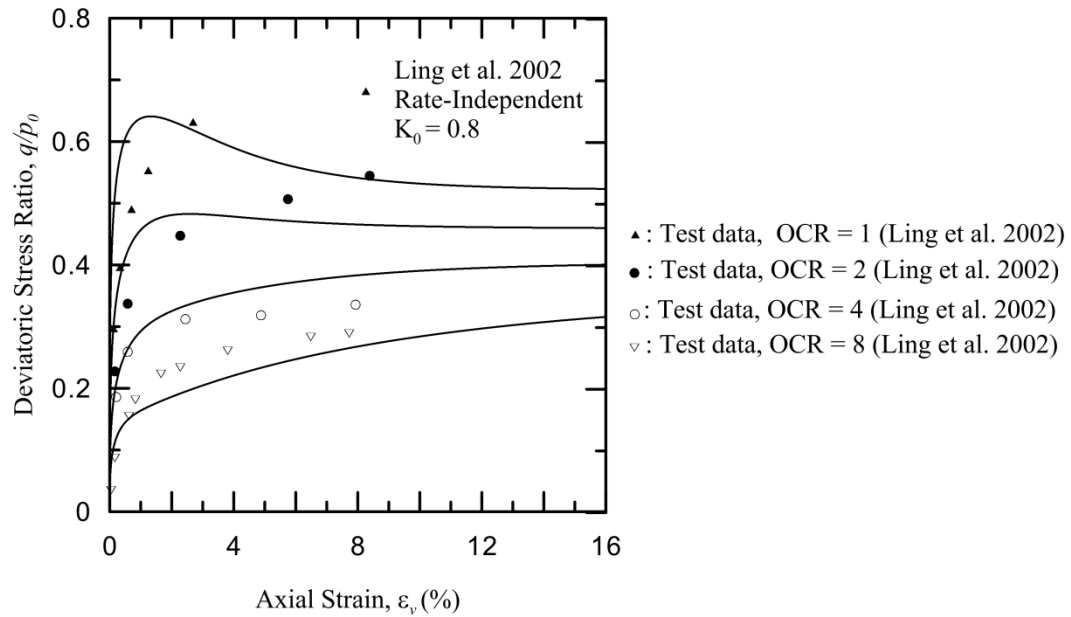 0.8
0.6
0.4
0.2
0
Deviatoric Stress Ratio, q/p₀
Ling et al. 2002
▲ Rate-Independent
K₀ = 0.8
▲ : Test data, OCR = 1 (Ling et al. 2002)
● : Test data, OCR = 2 (Ling et al. 2002)
○ : Test data, OCR = 4 (Ling et al. 2002)
▽ : Test data, OCR = 8 (Ling et al. 2002)
0 4 8 12 16
Axial Strain, εᵥ (%)